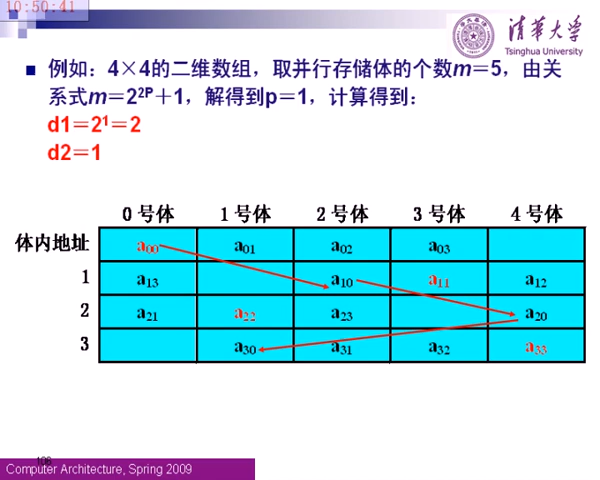 10:50:41
清华大学
Tsinghua University
例如：4×4的二维数组，取并行存储体的个数m＝5，由关
系式m＝2²ᴾ＋1，解得到p＝1，计算得到：
d1＝2¹＝2
d2＝1
0号体 1号体 2号体 3号体 4号体
体内地址 a00 a01 a02 a03
1 a13 a10 a11 a12
2 a21 a22 a23 a20
3 a30 a31 a32 a33
106
Computer Architecture, Spring 2009